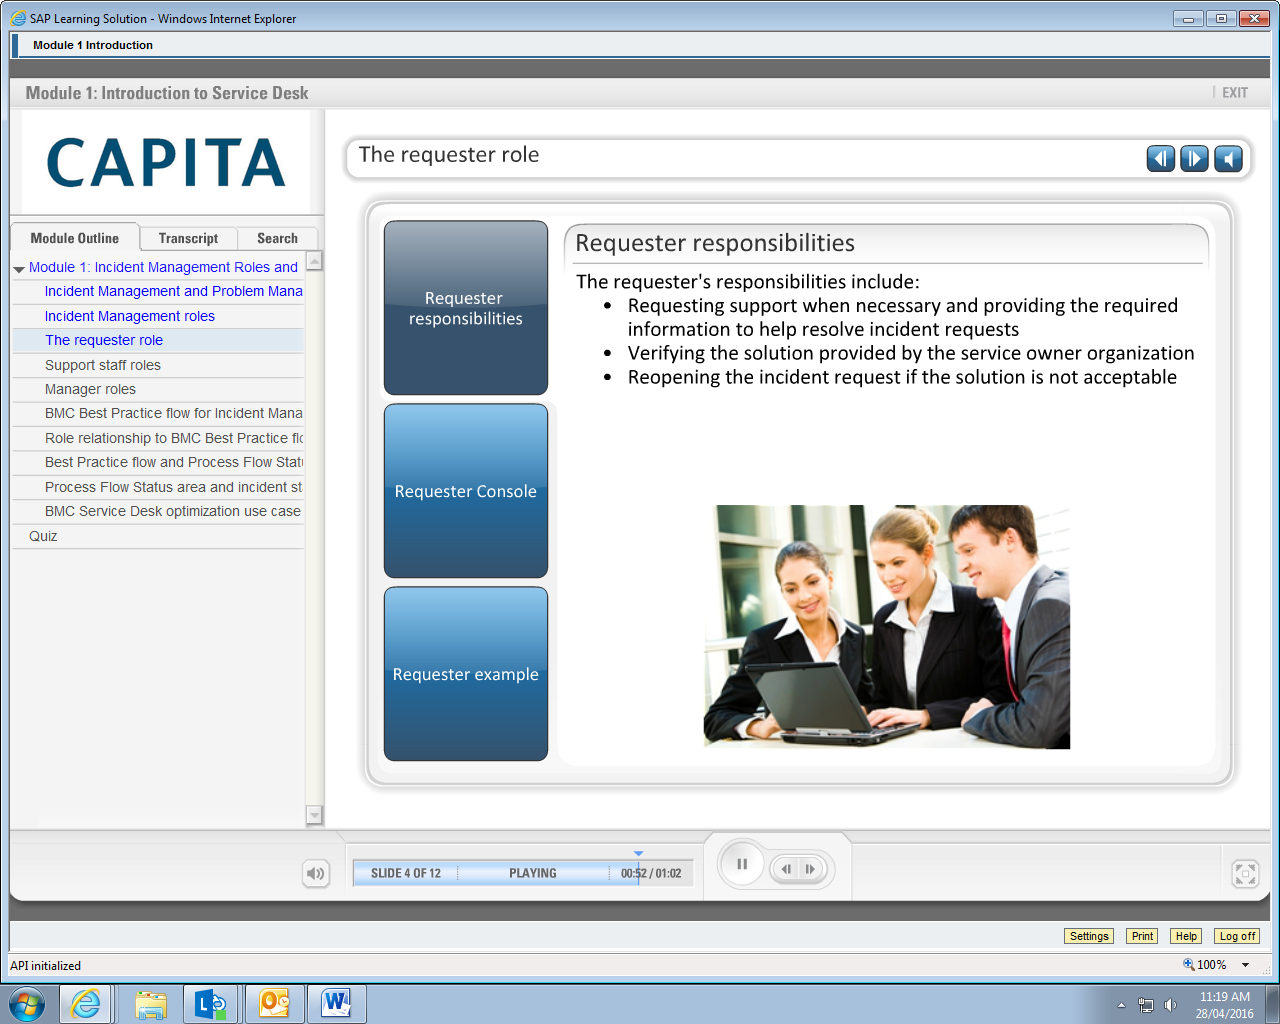 SAP Learning Solution - Windows Internet Explorer
Module 1 Introduction
Module 1: Introduction to Service Desk
EXIT
CAPITA
Module Outline
Transcript
Search
Module 1: Incident Management Roles and
Incident Management and Problem Mana
Incident Management roles
The requester role
Support staff roles
Manager roles
BMC Best Practice flow for Incident Mana
Role relationship to BMC Best Practice flo
Best Practice flow and Process Flow Stat
Process Flow Status area and incident st
BMC Service Desk optimization use case
Quiz
The requester role
Requester
responsibilities
Requester Console
Requester example
Requester responsibilities
The requester's responsibilities include:
• Requesting support when necessary and providing the required
information to help resolve incident requests
• Verifying the solution provided by the service owner organization
• Reopening the incident request if the solution is not acceptable
SLIDE 4 OF 12
PLAYING
00:52 / 01:02
Settings
Print
Help
Log off
API initialized
100%
11:19 AM
28/04/2016